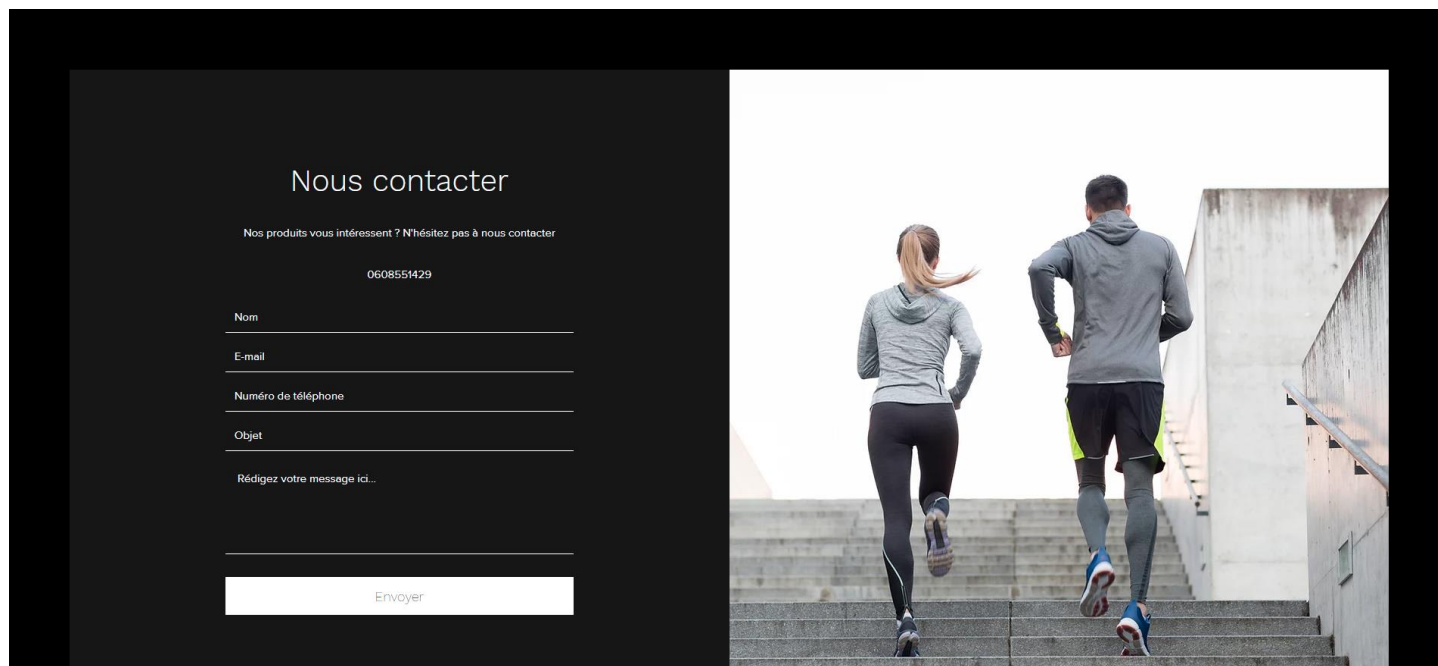 Nous contacter
Nos produits vous intéressent ? N'hésitez pas à nous contacter
0608551429
Nom
E-mail
Numéro de téléphone
Objet
Rédigez votre message ici...
Envoyer